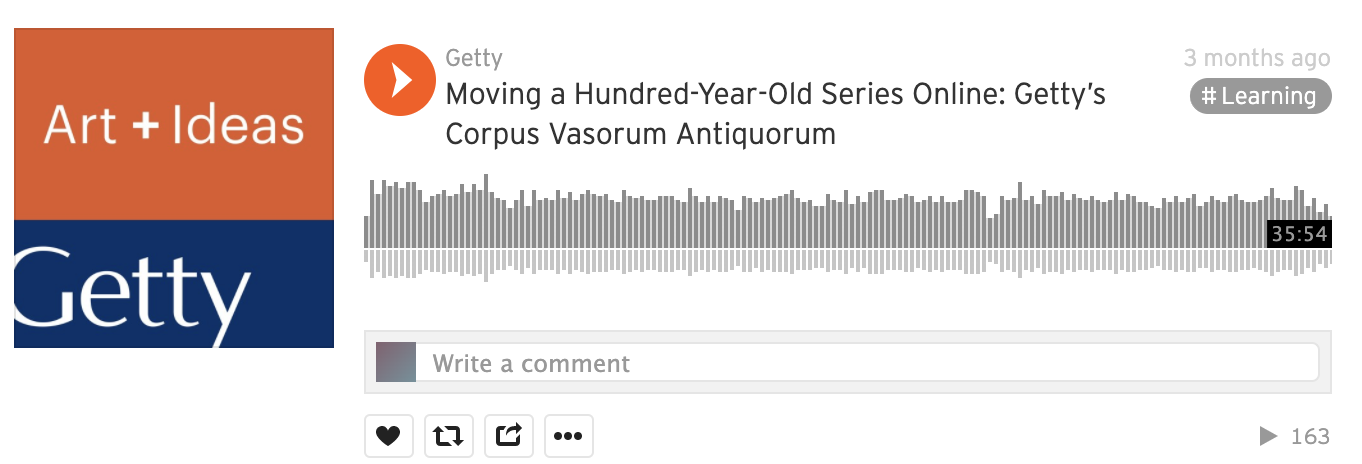 Art + Ideas
Getty
Getty
3 months ago
Moving a Hundred-Year-Old Series Online: Getty’s
Corpus Vasorum Antiquorum
# Learning
35:54
Write a comment
163